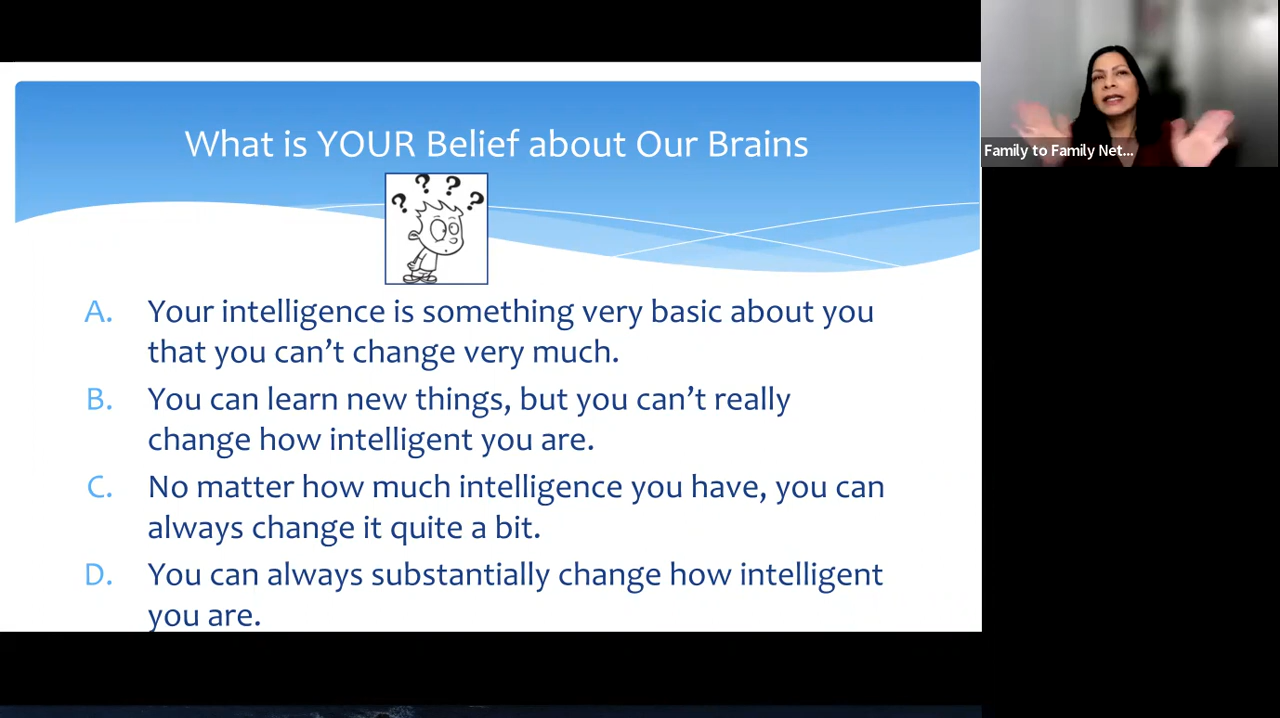 What is YOUR Belief about Our Brains
? ? ? ?
A. Your intelligence is something very basic about you
that you can’t change very much.
B. You can learn new things, but you can’t really
change how intelligent you are.
C. No matter how much intelligence you have, you can
always change it quite a bit.
D. You can always substantially change how intelligent
you are.
Family to Family Net...